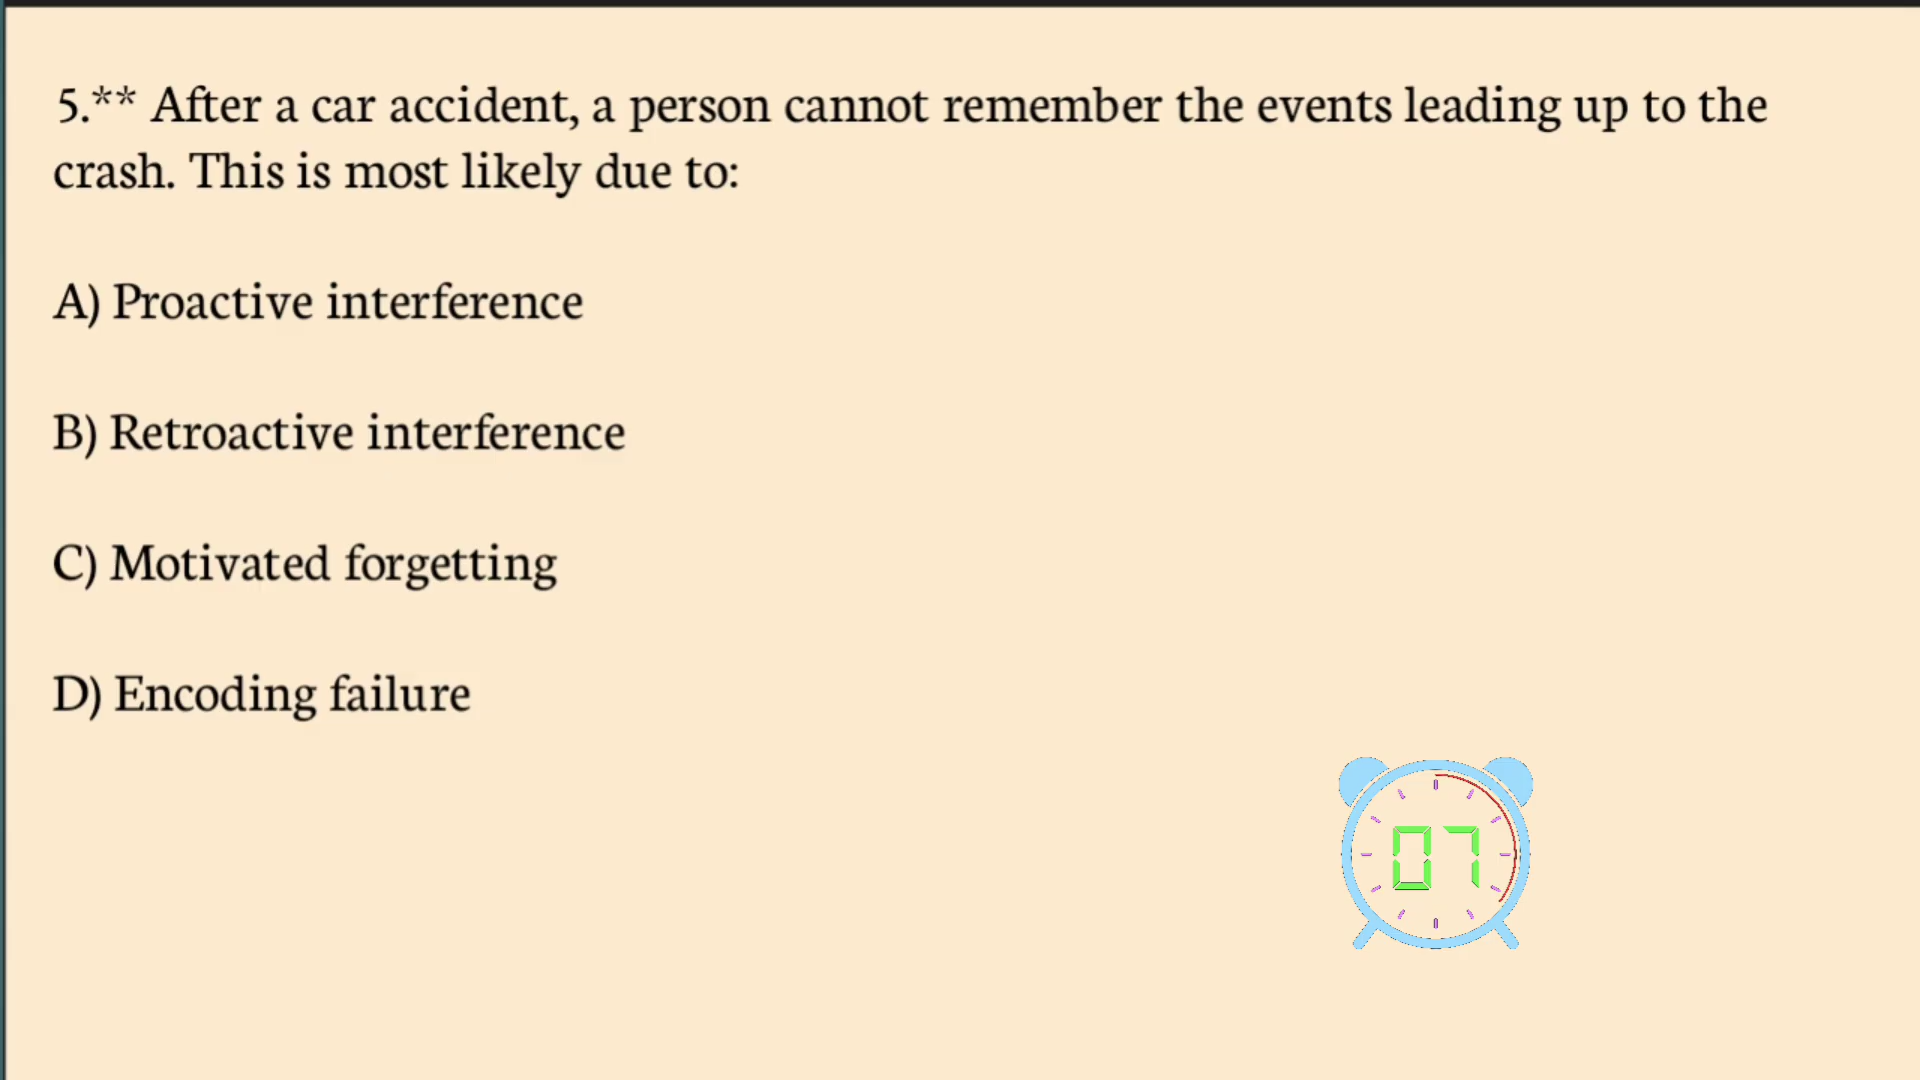 5.** After a car accident, a person cannot remember the events leading up to the
crash. This is most likely due to:
A) Proactive interference
B) Retroactive interference
C) Motivated forgetting
D) Encoding failure
07